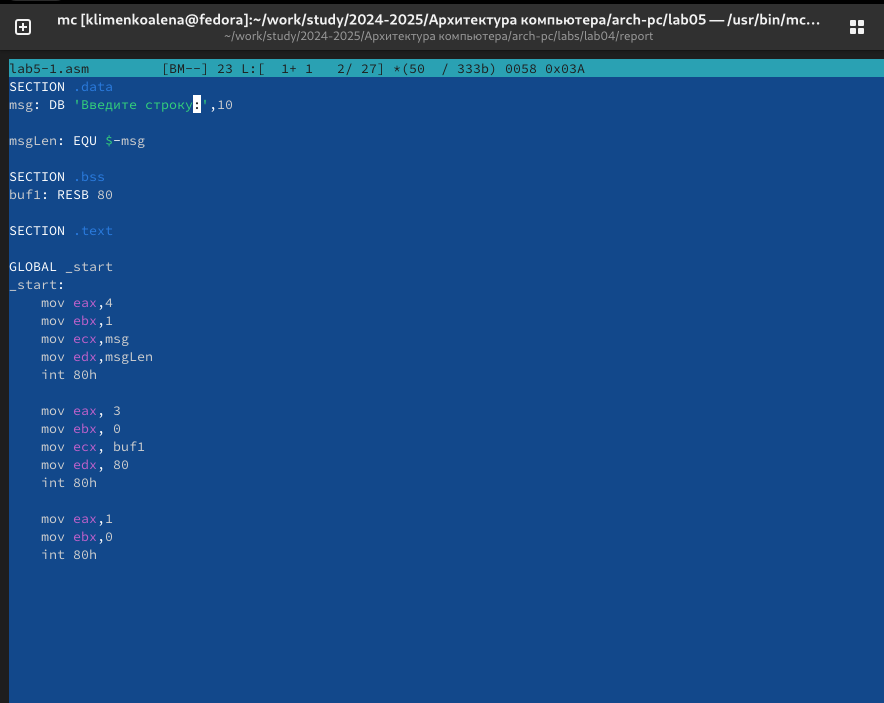 mc [klimenkoalena@fedora]:~/work/study/2024-2025/Архитектура компьютера/arch-pc/lab05 — /usr/bin/mc...
~/work/study/2024-2025/Архитектура компьютера/arch-pc/labs/lab04/report
lab5-1.asm         [BM--] 23 L:[  1+ 1   2/ 27] *(50  / 333b) 0058 0x03A
SECTION .data
msg: DB 'Введите строку:',10
msgLen: EQU $-msg
SECTION .bss
buf1: RESB 80
SECTION .text
GLOBAL _start
_start:
    mov eax,4
    mov ebx,1
    mov ecx,msg
    mov edx,msgLen
    int 80h
    mov eax, 3
    mov ebx, 0
    mov ecx, buf1
    mov edx, 80
    int 80h
    mov eax,1
    mov ebx,0
    int 80h